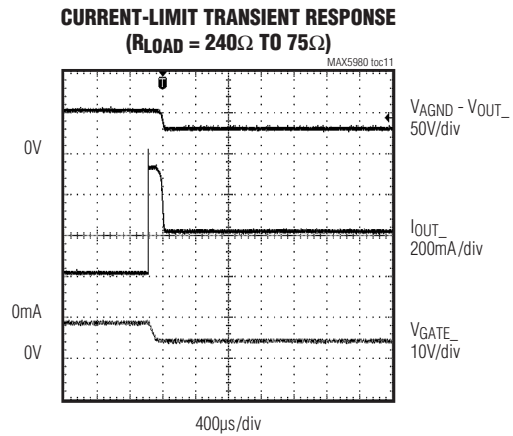 CURRENT-LIMIT TRANSIENT RESPONSE
(RLOAD = 240Ω TO 75Ω)
MAX5980 toc11
T
VAGND - VOUT_
50V/div
0V
IOUT_
200mA/div
0mA
0V
VGATE_
10V/div
400µs/div